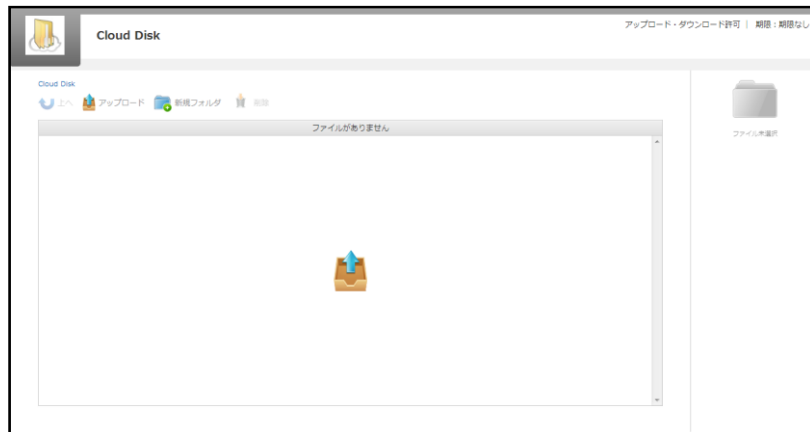 Cloud Disk
アップロード・ダウンロード許可 | 期限：期限なし
Cloud Disk
上へ アップロード 新規フォルダ 削除
ファイルがありません
ファイル未選択